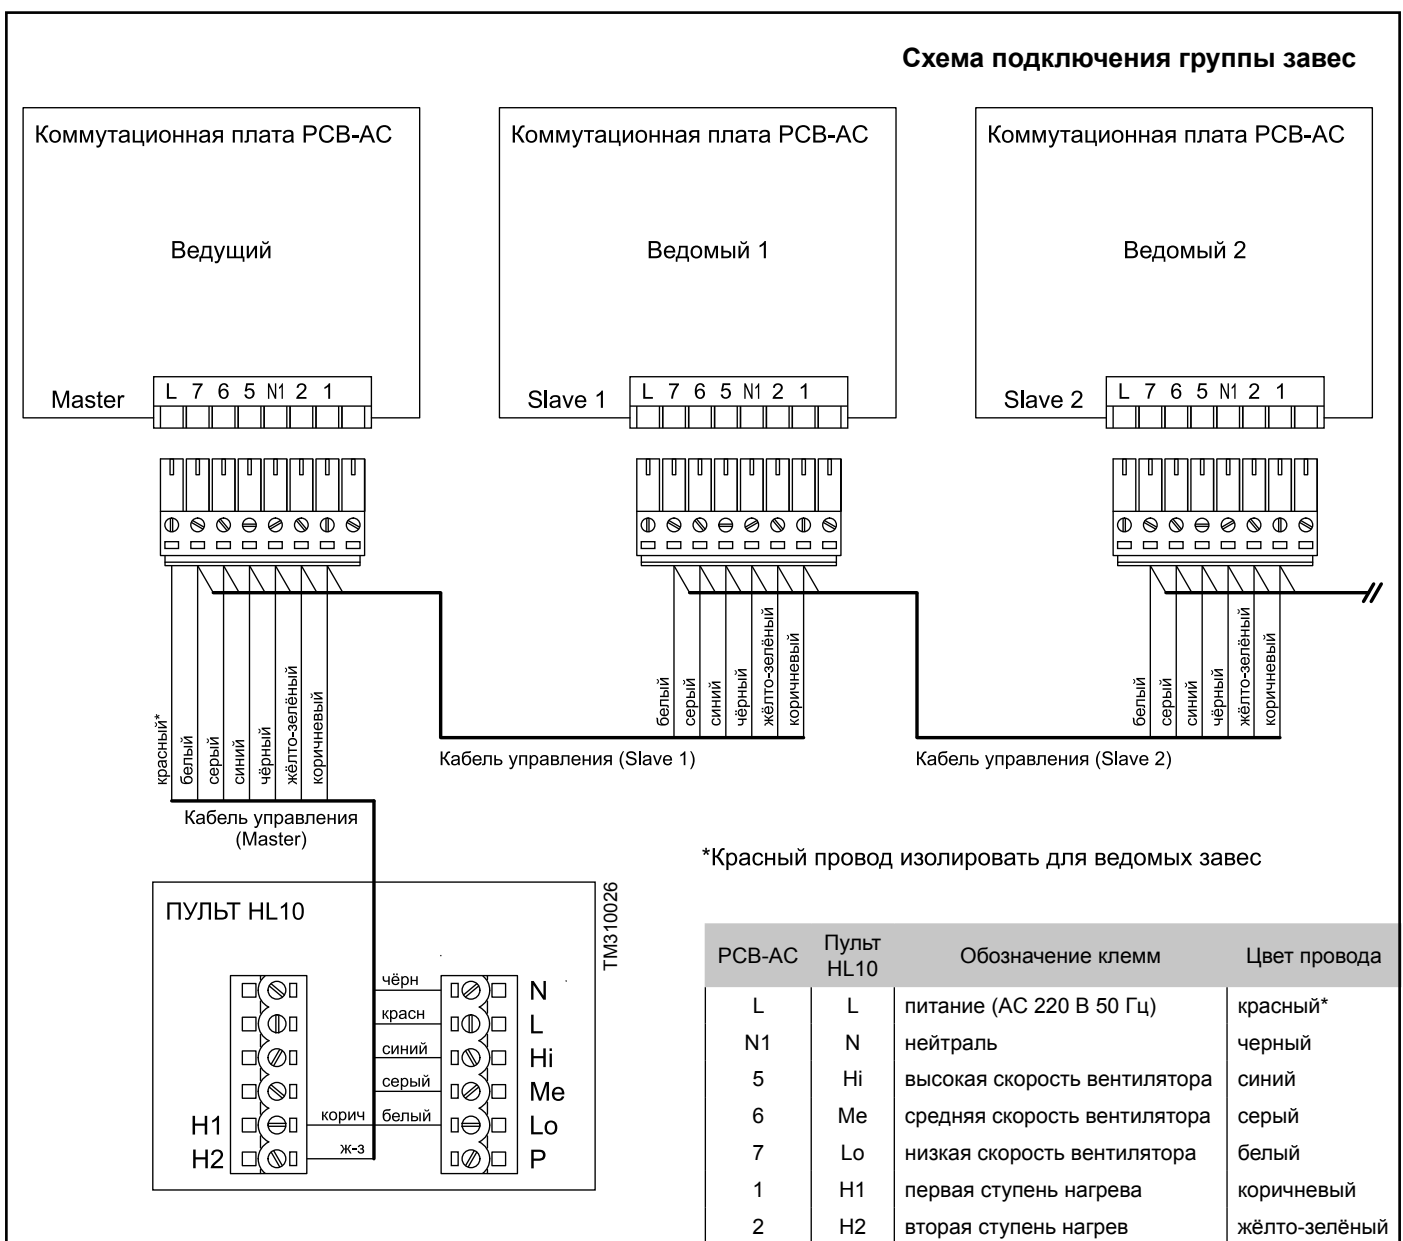 Схема подключения группы завес
Коммутационная плата PCB-AC
Ведущий
Master
L 7 6 5 N1 2 1
Коммутационная плата PCB-AC
Ведомый 1
Slave 1
L 7 6 5 N1 2 1
Коммутационная плата PCB-AC
Ведомый 2
Slave 2
L 7 6 5 N1 2 1
красный*
белый
серый
синий
чёрный
жёлто-зелёный
коричневый
Кабель управления
(Master)
белый
серый
синий
чёрный
жёлто-зелёный
коричневый
Кабель управления (Slave 1)
белый
серый
синий
чёрный
жёлто-зелёный
коричневый
Кабель управления (Slave 2)
*Красный провод изолировать для ведомых завес
ПУЛЬТ HL10
TM310026
чёрн N
красн L
синий Hi
серый Me
H1 корич белый Lo
H2 ж-з P
PCB-AC Пульт HL10 Обозначение клемм Цвет провода
L L питание (АС 220 В 50 Гц) красный*
N1 N нейтраль черный
5 Hi высокая скорость вентилятора синий
6 Me средняя скорость вентилятора серый
7 Lo низкая скорость вентилятора белый
1 H1 первая ступень нагрева коричневый
2 H2 вторая ступень нагрев жёлто-зелёный